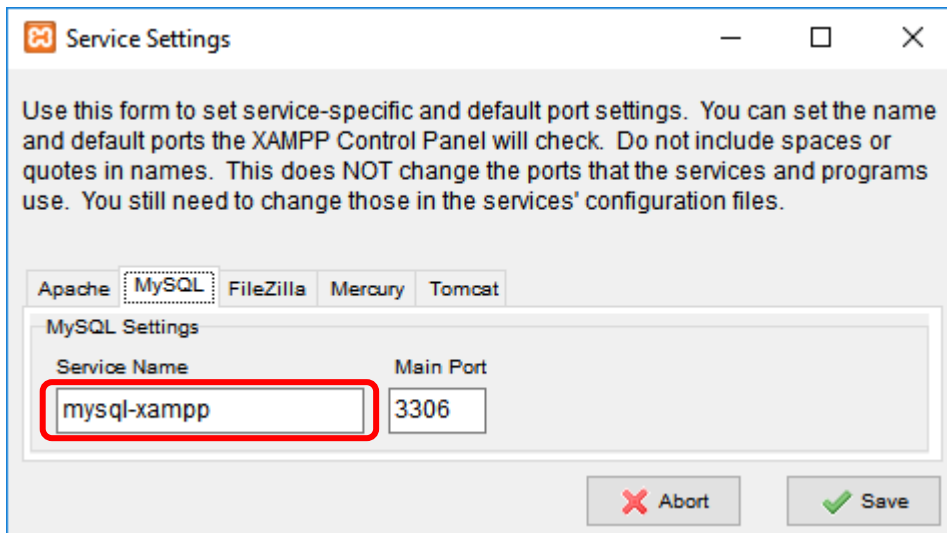 Service Settings
Use this form to set service-specific and default port settings.  You can set the name
and default ports the XAMPP Control Panel will check.  Do not include spaces or
quotes in names.  This does NOT change the ports that the services and programs
use.  You still need to change those in the services' configuration files.
Apache MySQL FileZilla Mercury Tomcat
MySQL Settings
Service Name Main Port
mysql-xampp 3306
Abort Save